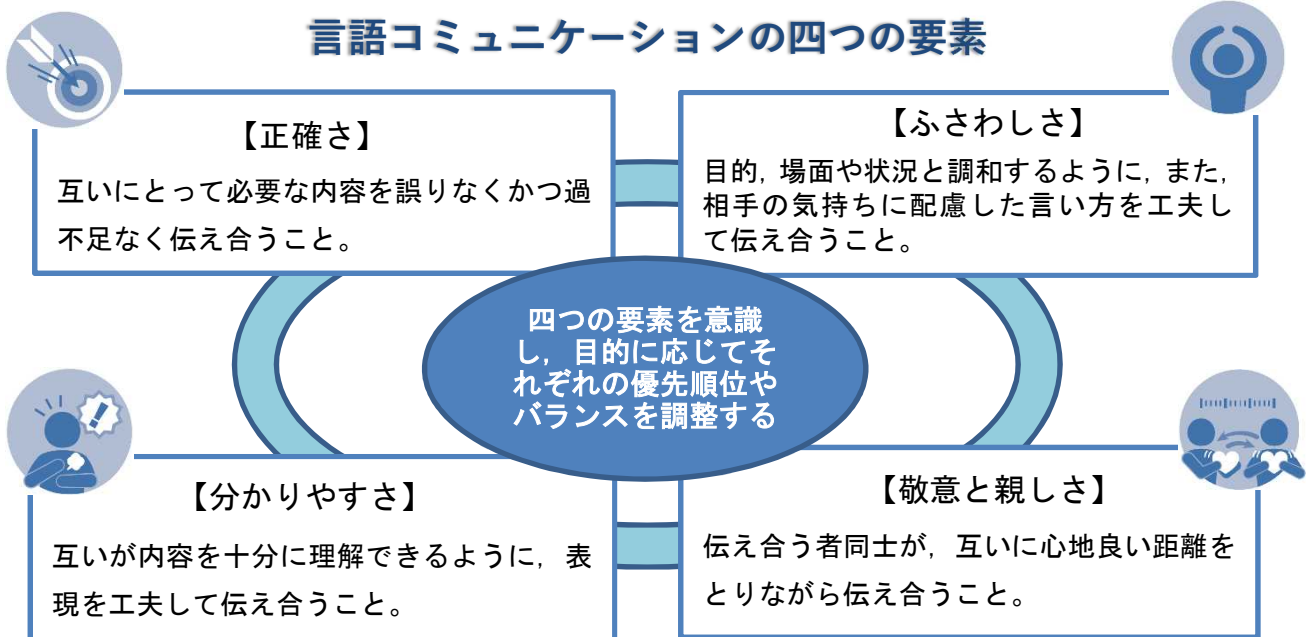 言語コミュニケーションの四つの要素
【正確さ】
互いにとって必要な内容を誤りなくかつ過
不足なく伝え合うこと。
【ふさわしさ】
目的，場面や状況と調和するように，また，
相手の気持ちに配慮した言い方を工夫し
て伝え合うこと。
四つの要素を意識
し，目的に応じてそ
れぞれの優先順位や
バランスを調整する
【分かりやすさ】
互いが内容を十分に理解できるように，表
現を工夫して伝え合うこと。
【敬意と親しさ】
伝え合う者同士が，互いに心地良い距離を
とりながら伝え合うこと。